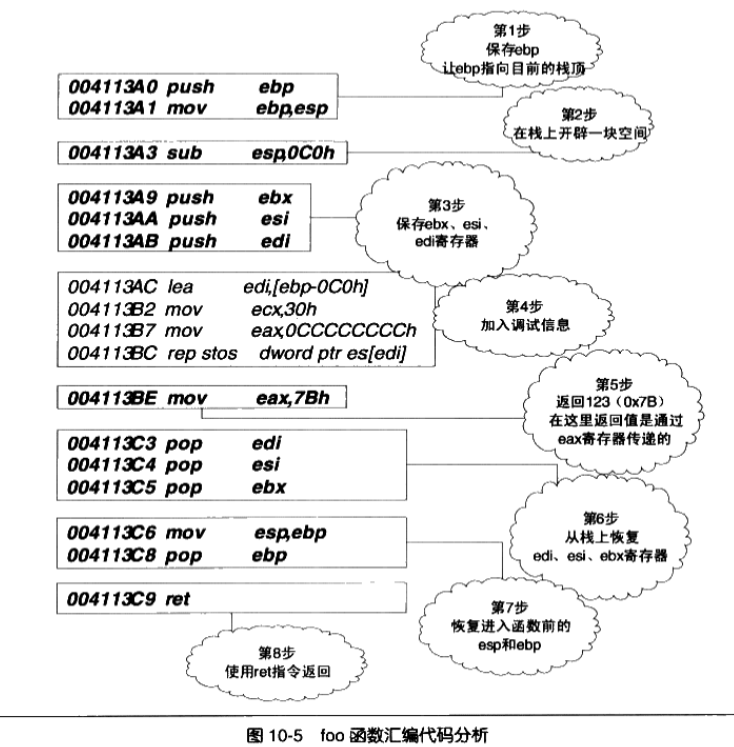 第1步
保存ebp
让ebp指向目前的栈顶
004113A0 push ebp
004113A1 mov ebp,esp
第2步
在栈上开辟一块空间
004113A3 sub esp,0C0h
004113A9 push ebx
004113AA push esi
004113AB push edi
第3步
保存ebx、esi、
edi寄存器
004113AC lea edi,[ebp-0C0h]
004113B2 mov ecx,30h
004113B7 mov eax,0CCCCCCCCh
004113BC rep stos dword ptr es[edi]
第4步
加入调试信息
004113BE mov eax,7Bh
第5步
返回123（0x7B）
在这里返回值是通过
eax寄存器传递的
004113C3 pop edi
004113C4 pop esi
004113C5 pop ebx
第6步
从栈上恢复
edi、esi、ebx寄存器
004113C6 mov esp,ebp
004113C8 pop ebp
第7步
恢复进入函数前的
esp和ebp
004113C9 ret
第8步
使用ret指令返回
图 10-5 foo 函数汇编代码分析